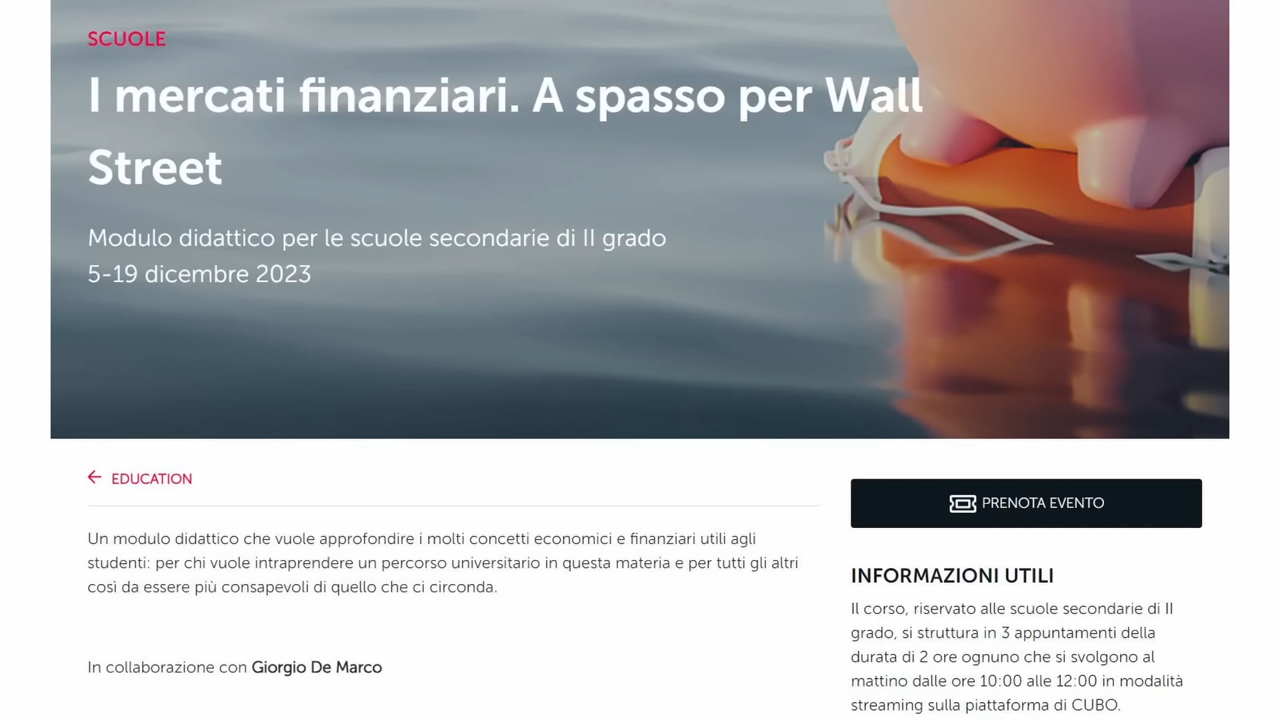 SCUOLE
I mercati finanziari. A spasso per Wall
Street
Modulo didattico per le scuole secondarie di II grado
5-19 dicembre 2023
← EDUCATION
Un modulo didattico che vuole approfondire i molti concetti economici e finanziari utili agli
studenti: per chi vuole intraprendere un percorso universitario in questa materia e per tutti gli altri
così da essere più consapevoli di quello che ci circonda.
In collaborazione con Giorgio De Marco
PRENOTA EVENTO
INFORMAZIONI UTILI
Il corso, riservato alle scuole secondarie di II
grado, si struttura in 3 appuntamenti della
durata di 2 ore ognuno che si svolgono al
mattino dalle ore 10:00 alle 12:00 in modalità
streaming sulla piattaforma di CUBO.